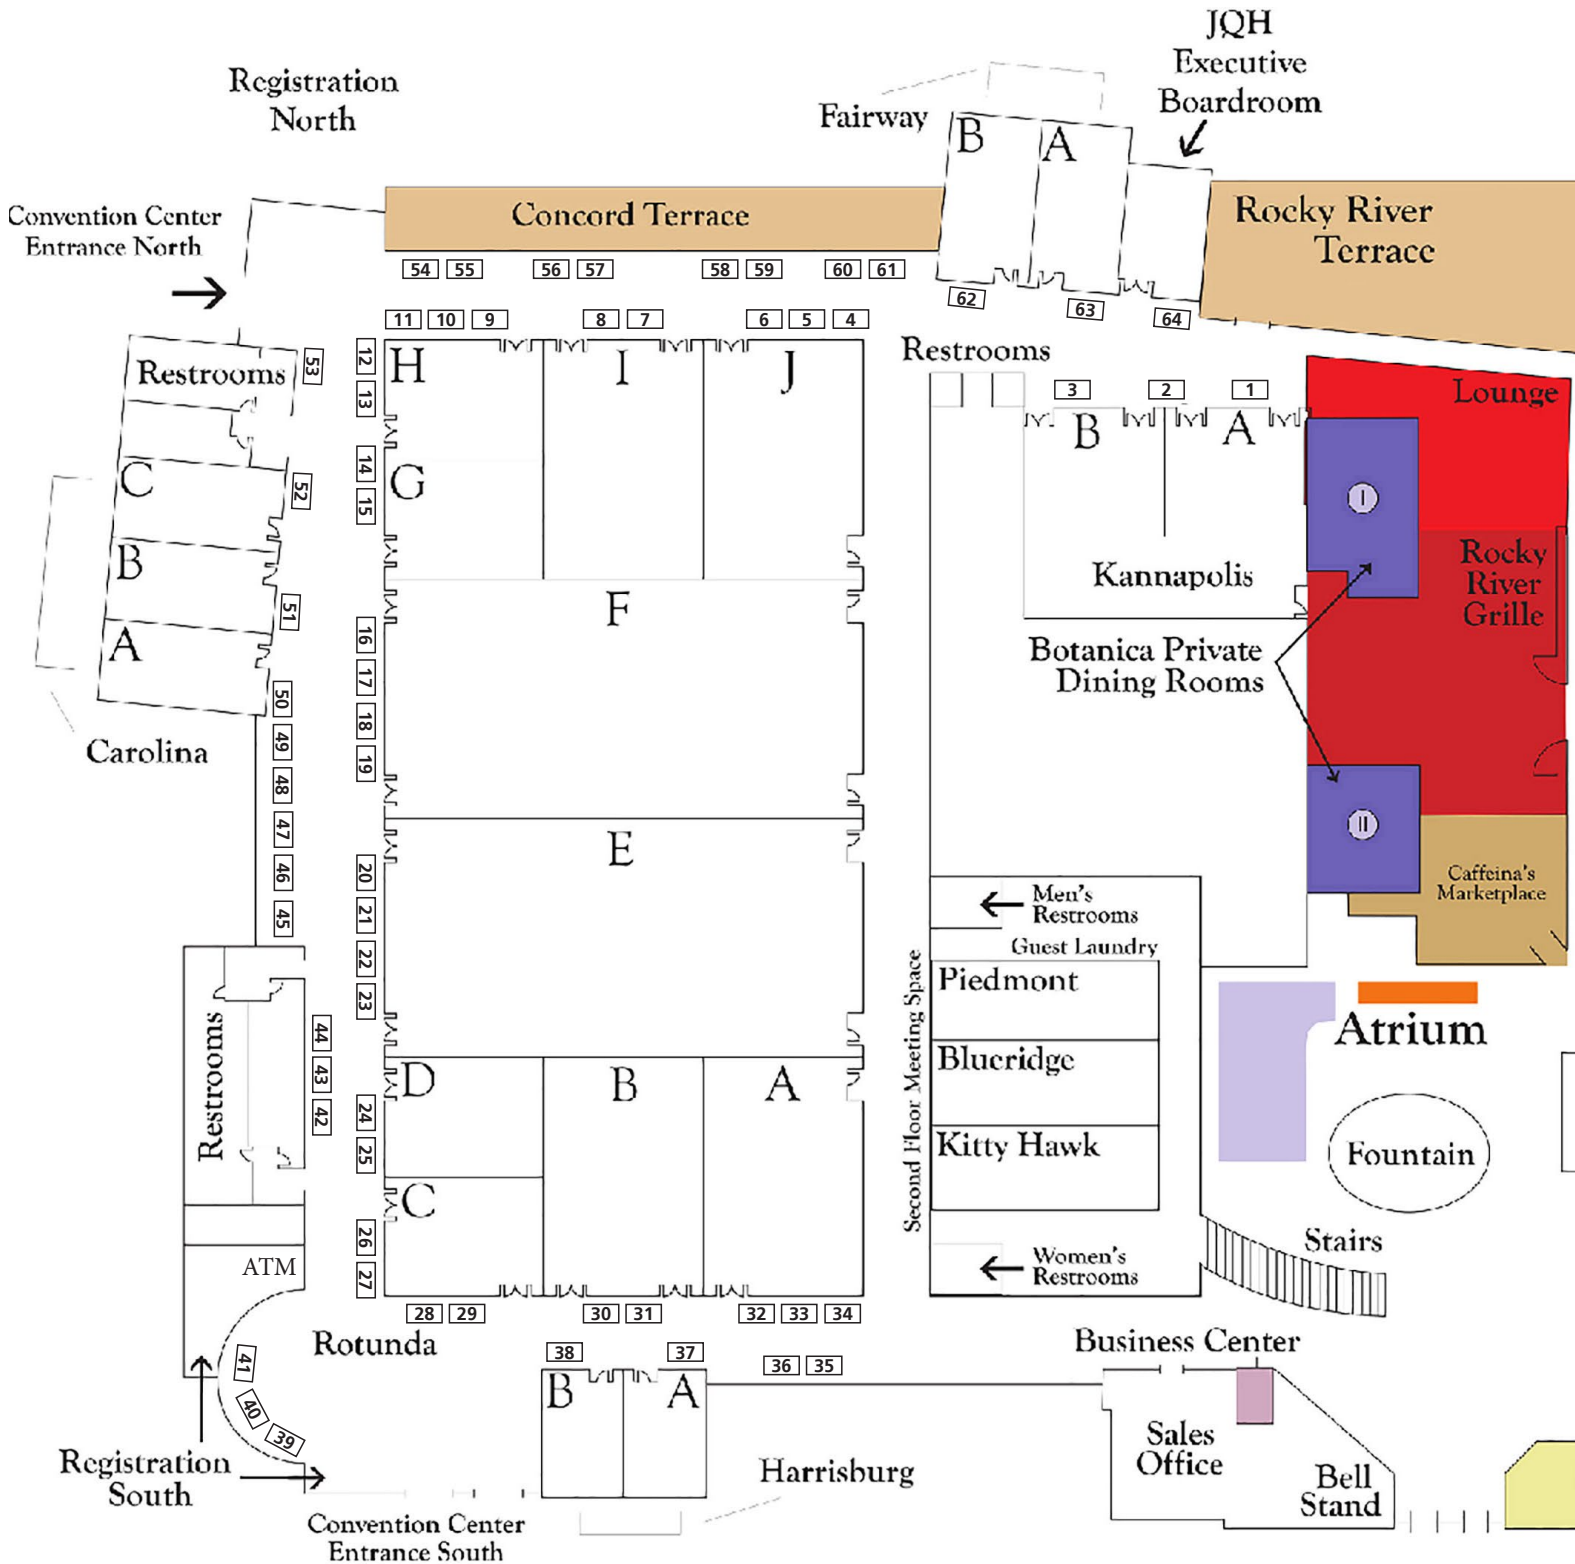 JQH
Executive
Boardroom
Registration
North
Fairway
B
A
Convention Center
Entrance North
Concord Terrace
Rocky River
Terrace
54 55 56 57 58 59 60 61
62
63
64
11 10 9 8 7 6 5 4
Restrooms
53
12
13
H
I
J
Restrooms
3 2 1
B
A
Lounge
C
52
14
15
G
I
B
51
A
F
Kannapolis
Rocky
River
Grille
16
17
18
19
Botanica Private
Dining Rooms
50
49
48
47
46
45
Carolina
E
II
20
21
22
23
Caffeina's
Marketplace
Men's
Restrooms
Guest Laundry
Second Floor Meeting Space
Piedmont
Blueridge
Kitty Hawk
Women's
Restrooms
Atrium
Fountain
Stairs
Restrooms
44
43
42
D
B
A
24
25
C
26
27
ATM
28 29 30 31 32 33 34
Rotunda
38 37 36 35
B
A
41
40
39
Business Center
Sales
Office
Bell
Stand
Registration
South
Harrisburg
Convention Center
Entrance South